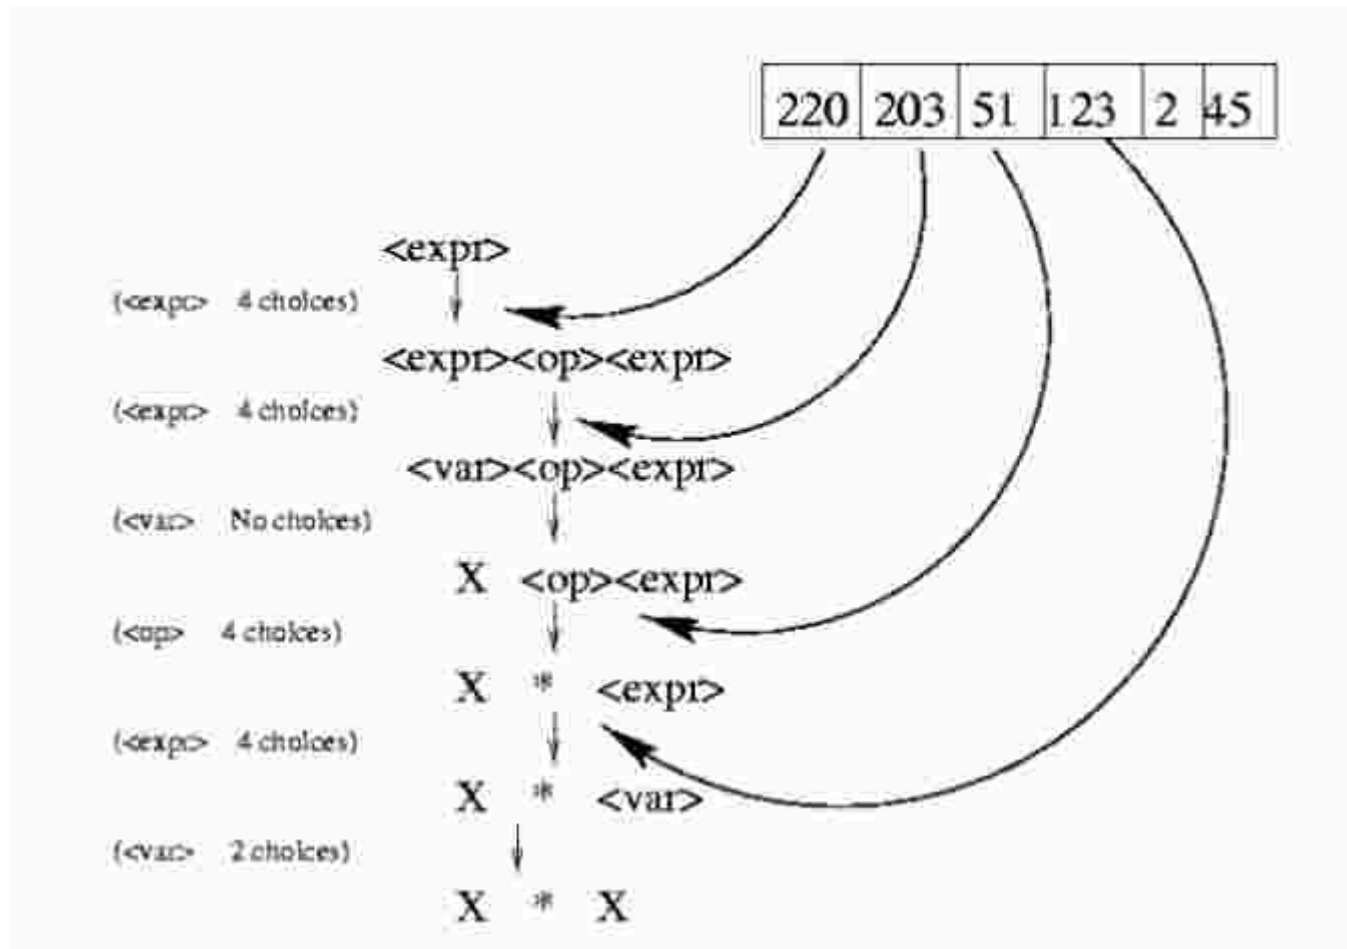 220 203 51 123 2 45
<expr>
(<expr> 4 choices)
<expr><op><expr>
(<expr> 4 choices)
<var><op><expr>
(<var> No choices)
X <op><expr>
(<op> 4 choices)
X * <expr>
(<expr> 4 choices)
X * <var>
(<var> 2 choices)
X * X